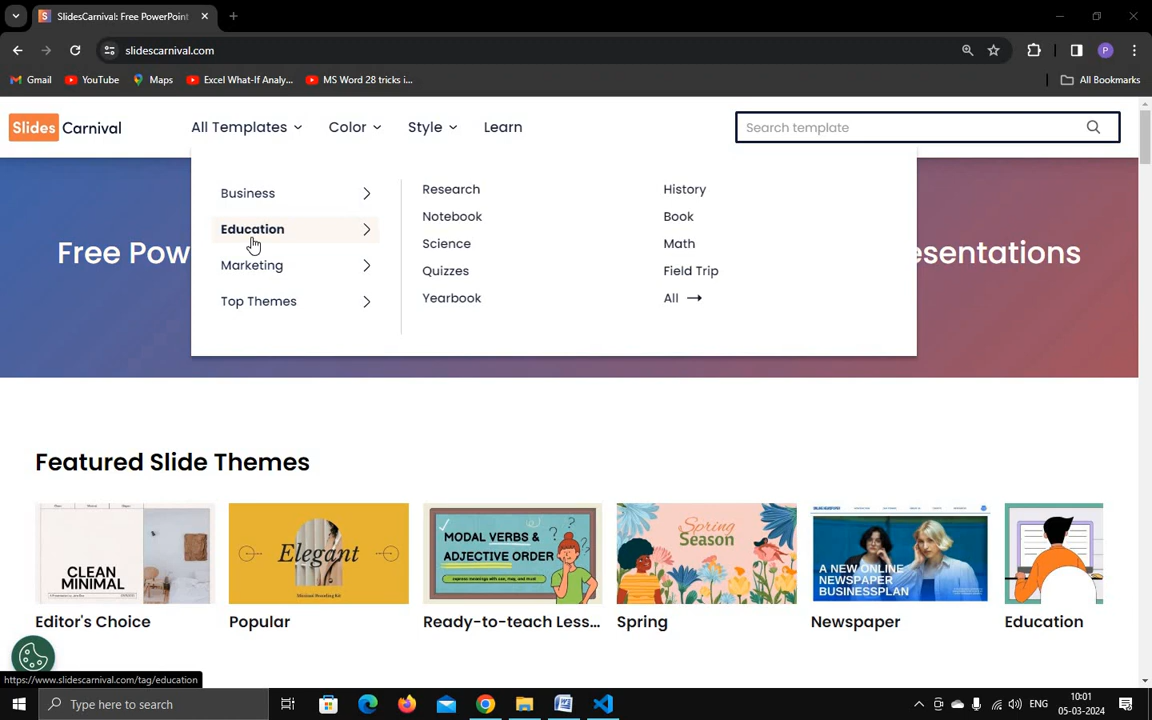 SlidesCarnival: Free PowerPoint
slidescarnival.com
Gmail YouTube Maps Excel What-If Analy... MS Word 28 tricks i... All Bookmarks
Slides Carnival All Templates Color Style Learn Search template
Business
Education
Marketing
Top Themes
Research
Notebook
Science
Quizzes
Yearbook
History
Book
Math
Field Trip
All →
Free Pow esentations
Featured Slide Themes
CLEAN
MINIMAL
Elegant
Minimal Branding Kit
MODAL VERBS &
ADJECTIVE ORDER
Spring
Season
A NEW ONLINE
NEWSPAPER
BUSINESSPLAN
Editor's Choice Popular Ready-to-teach Less... Spring Newspaper Education
https://www.slidescarnival.com/tag/education
Type here to search
ENG
10:01
05-03-2024
P